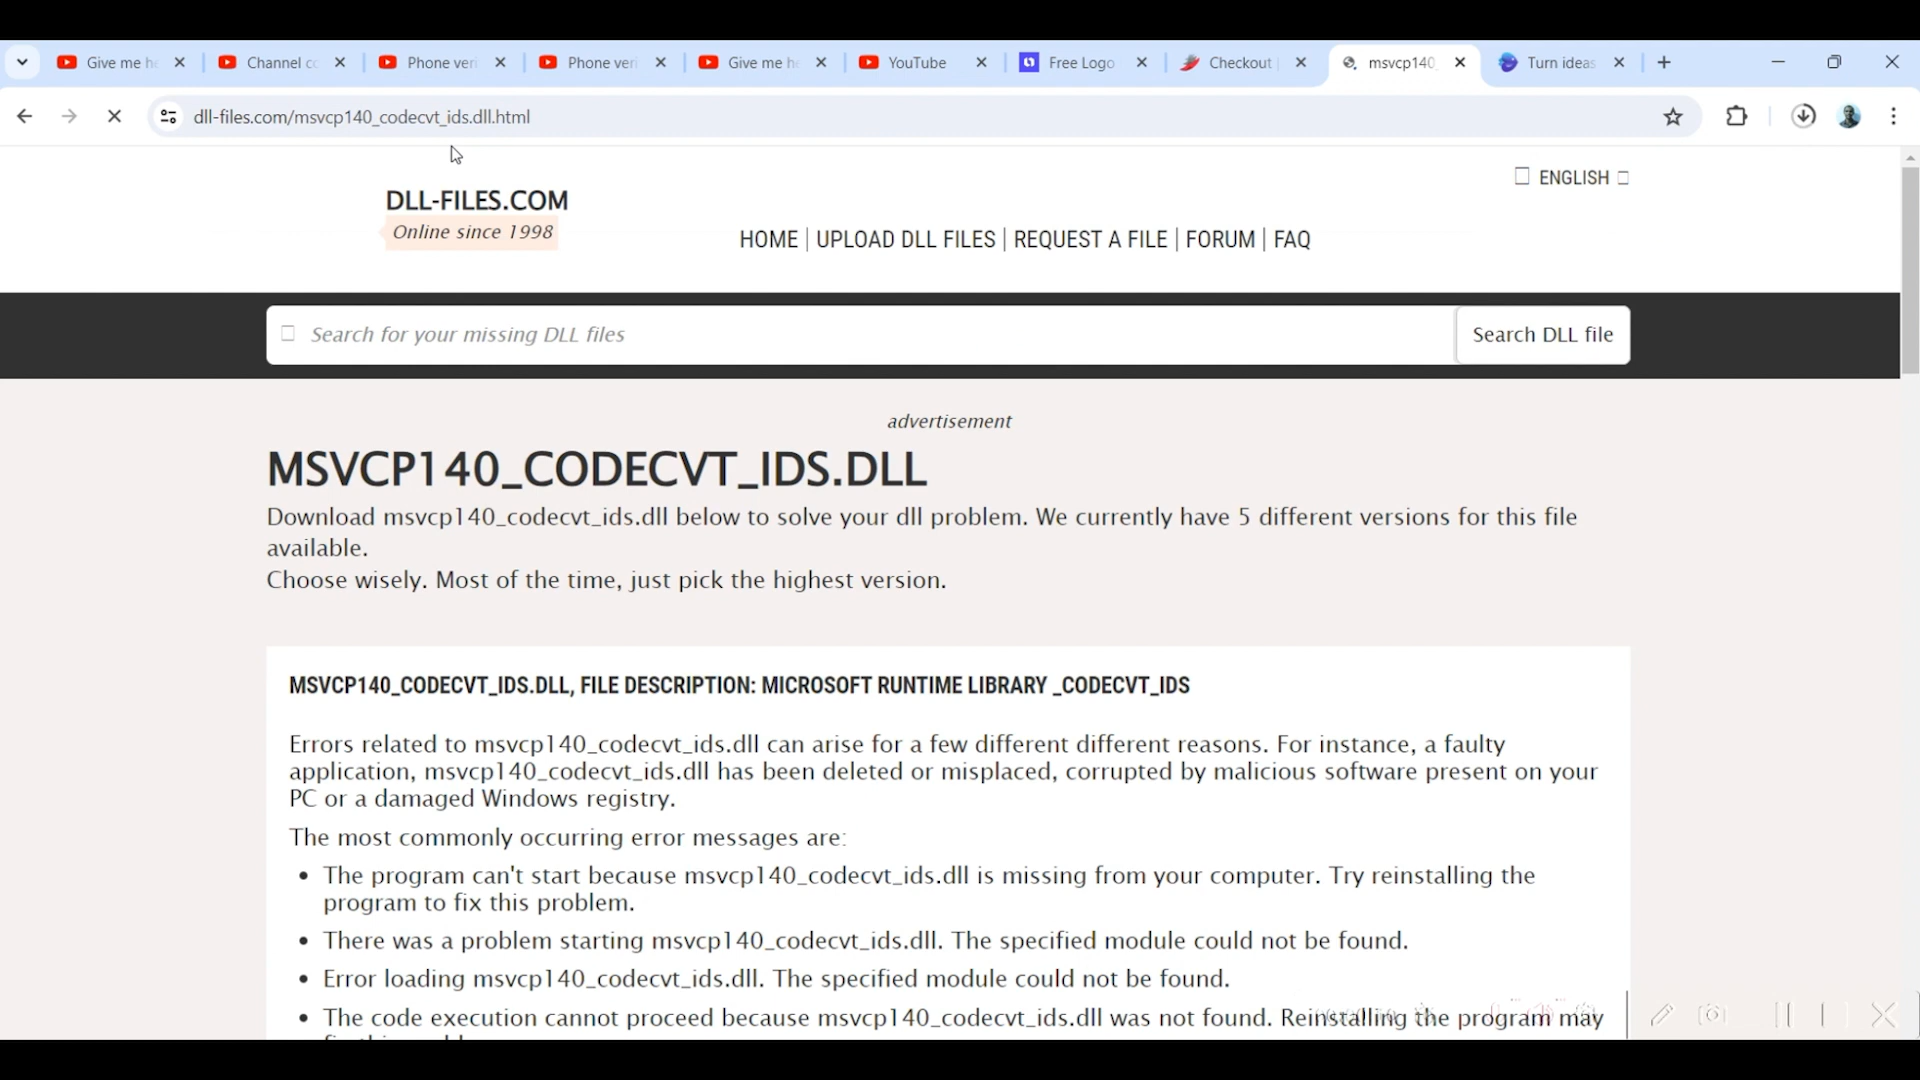 Give me he
Channel co
Phone veri
Phone veri
Give me he
YouTube
Free Logo
Checkout
msvcp140_
Turn ideas
dll-files.com/msvcp140_codecvt_ids.dll.html
ENGLISH
DLL-FILES.COM
Online since 1998
HOME | UPLOAD DLL FILES | REQUEST A FILE | FORUM | FAQ
Search for your missing DLL files
Search DLL file
advertisement
MSVCP140_CODECVT_IDS.DLL
Download msvcp140_codecvt_ids.dll below to solve your dll problem. We currently have 5 different versions for this file
available.
Choose wisely. Most of the time, just pick the highest version.
MSVCP140_CODECVT_IDS.DLL, FILE DESCRIPTION: MICROSOFT RUNTIME LIBRARY _CODECVT_IDS
Errors related to msvcp140_codecvt_ids.dll can arise for a few different different reasons. For instance, a faulty
application, msvcp140_codecvt_ids.dll has been deleted or misplaced, corrupted by malicious software present on your
PC or a damaged Windows registry.
The most commonly occurring error messages are:
• The program can't start because msvcp140_codecvt_ids.dll is missing from your computer. Try reinstalling the
program to fix this problem.
• There was a problem starting msvcp140_codecvt_ids.dll. The specified module could not be found.
• Error loading msvcp140_codecvt_ids.dll. The specified module could not be found.
• The code execution cannot proceed because msvcp140_codecvt_ids.dll was not found. Reinstalling the program may